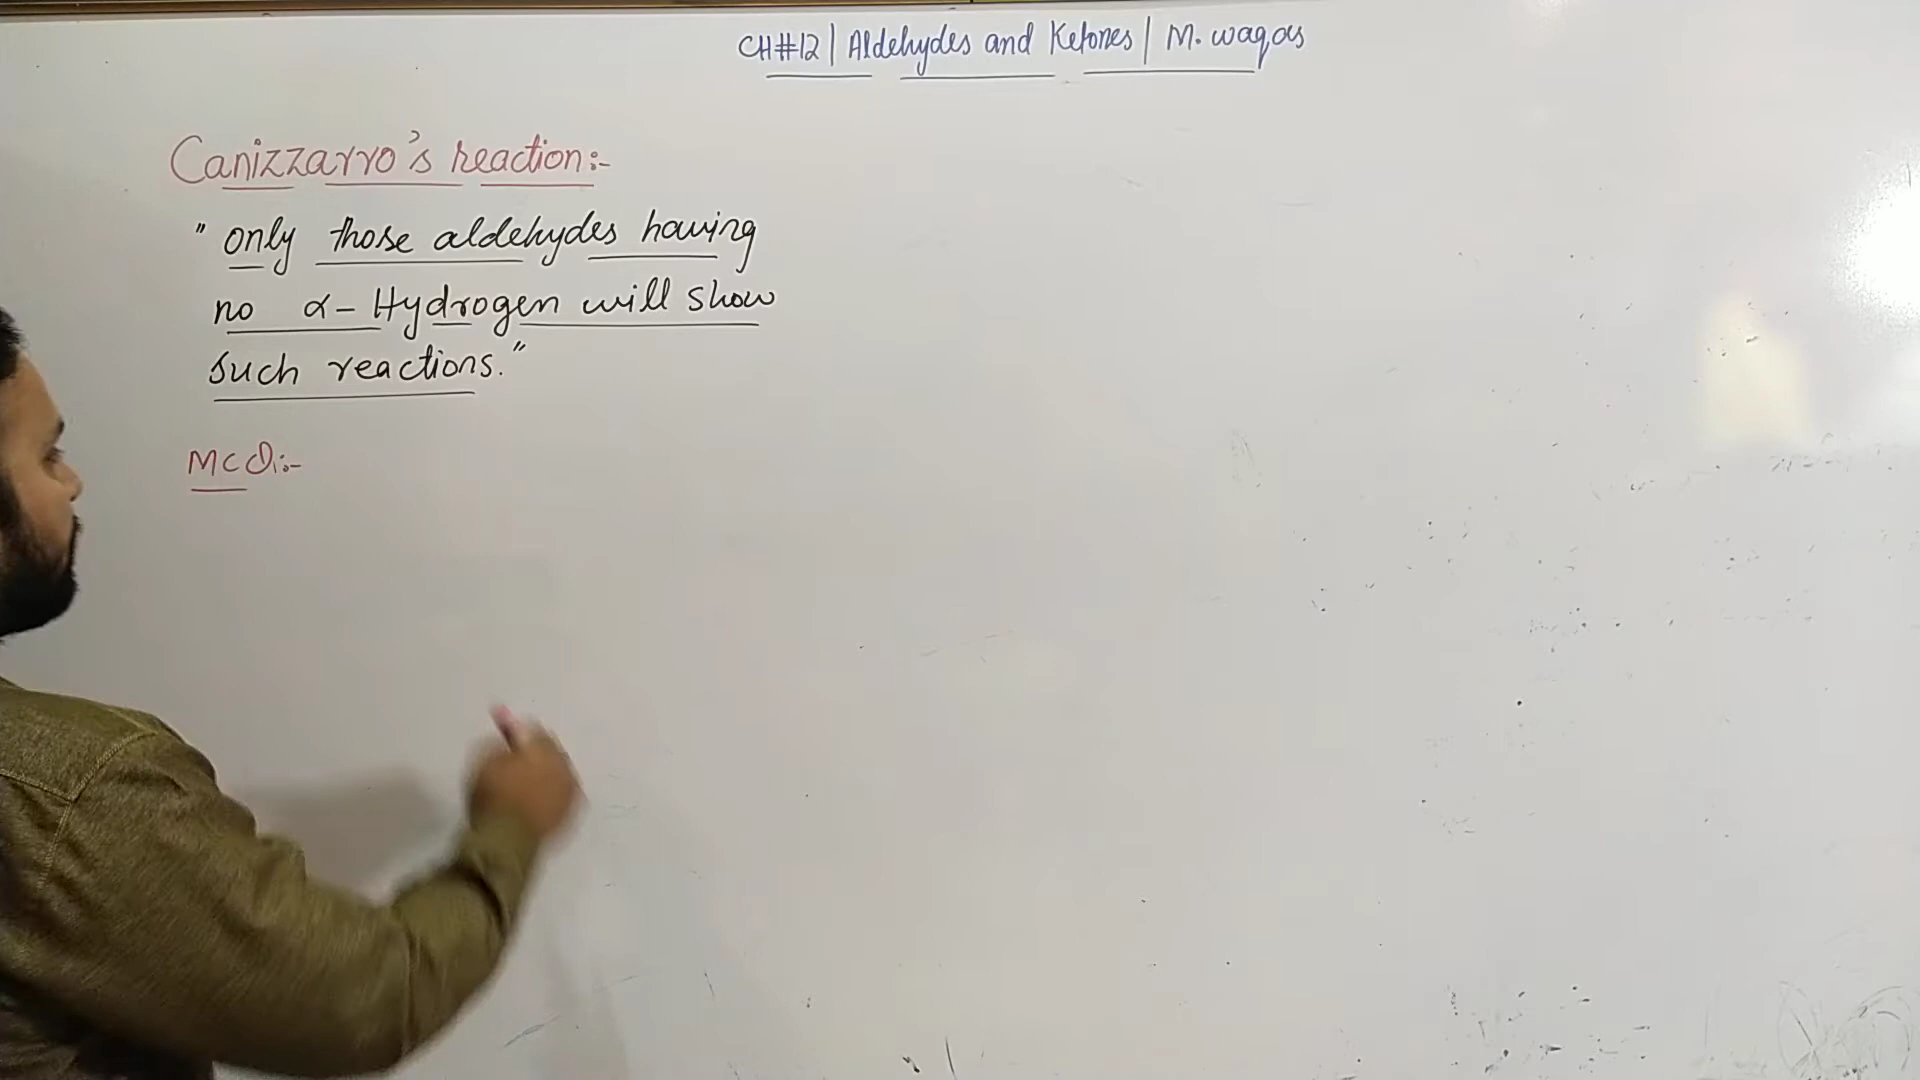 CH#12 | Aldehydes and Ketones | M. waqas
Canizzarro's reaction:-
"only those aldehydes having
no α-Hydrogen will show
such reactions."
MCQ:-